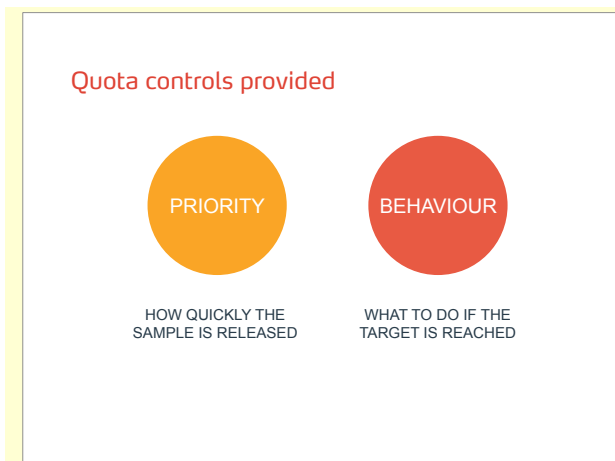 Quota controls provided
PRIORITY
BEHAVIOUR
HOW QUICKLY THE
SAMPLE IS RELEASED
WHAT TO DO IF THE
TARGET IS REACHED